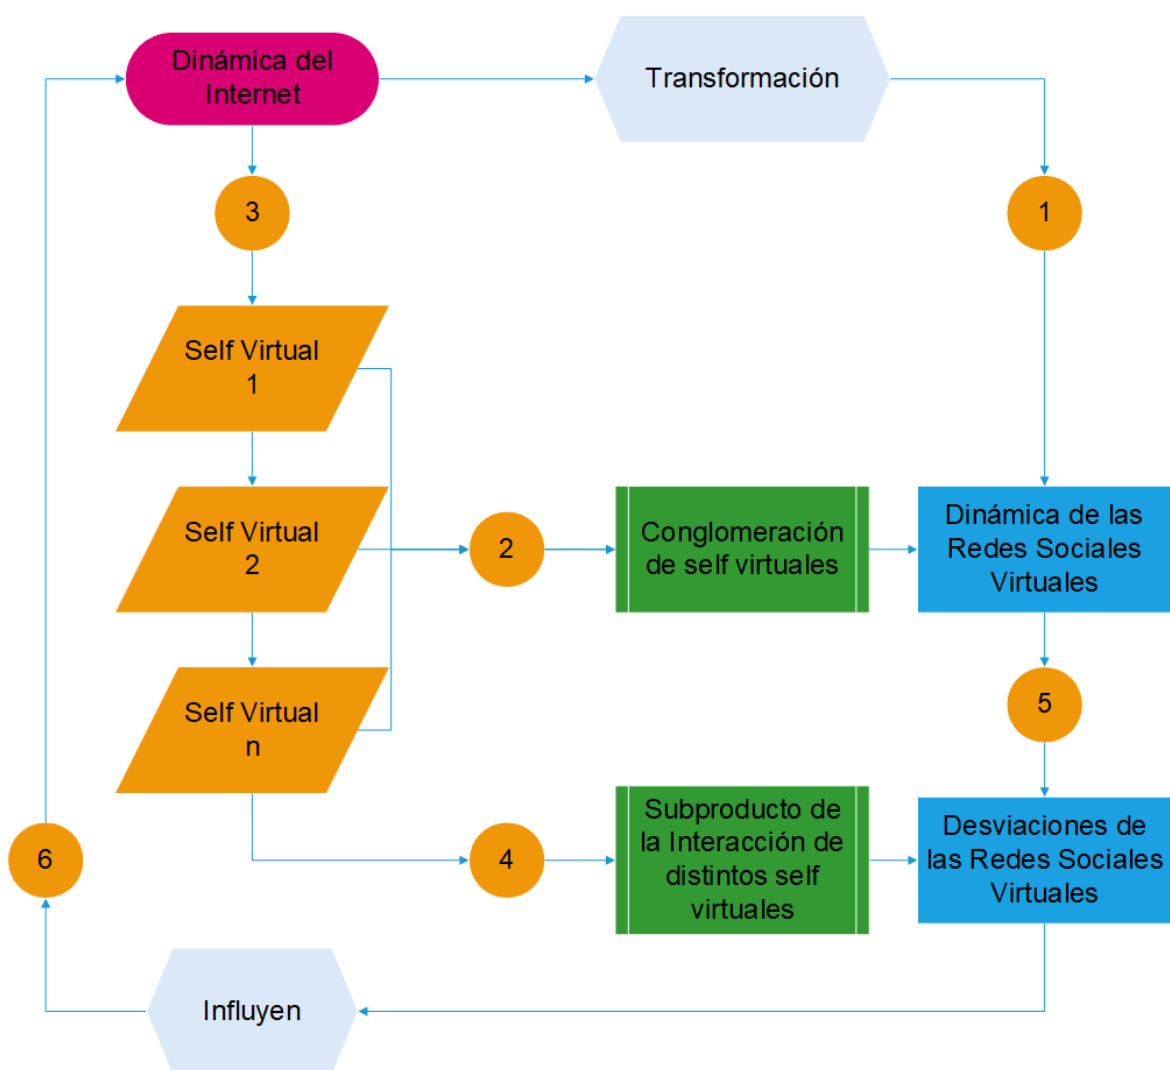 Dinámica del
Internet
Transformación
3
1
Self Virtual
1
Self Virtual
2
2
Conglomeración
de self virtuales
Dinámica de las
Redes Sociales
Virtuales
Self Virtual
n
5
6
4
Subproducto de
la Interacción de
distintos self
virtuales
Desviaciones de
las Redes Sociales
Virtuales
Influyen